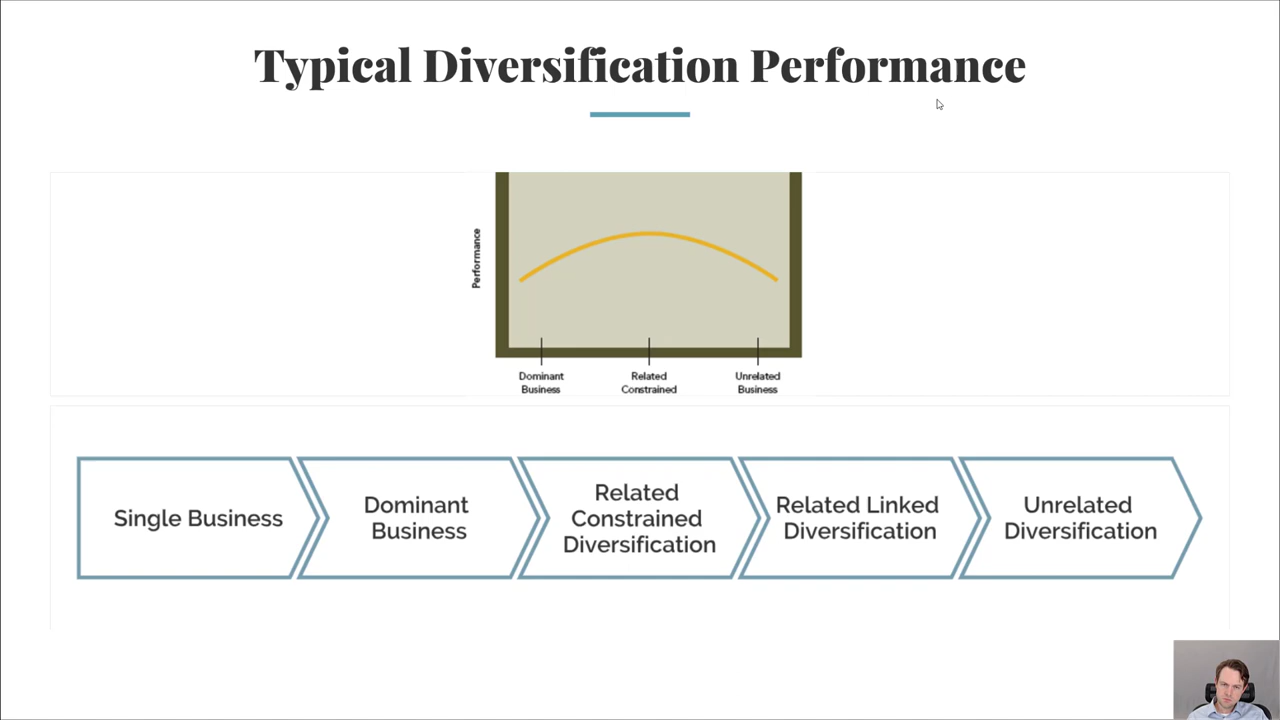 Typical Diversification Performance
Performance
Dominant
Business
Related
Constrained
Unrelated
Business
Single Business
Dominant
Business
Related
Constrained
Diversification
Related Linked
Diversification
Unrelated
Diversification